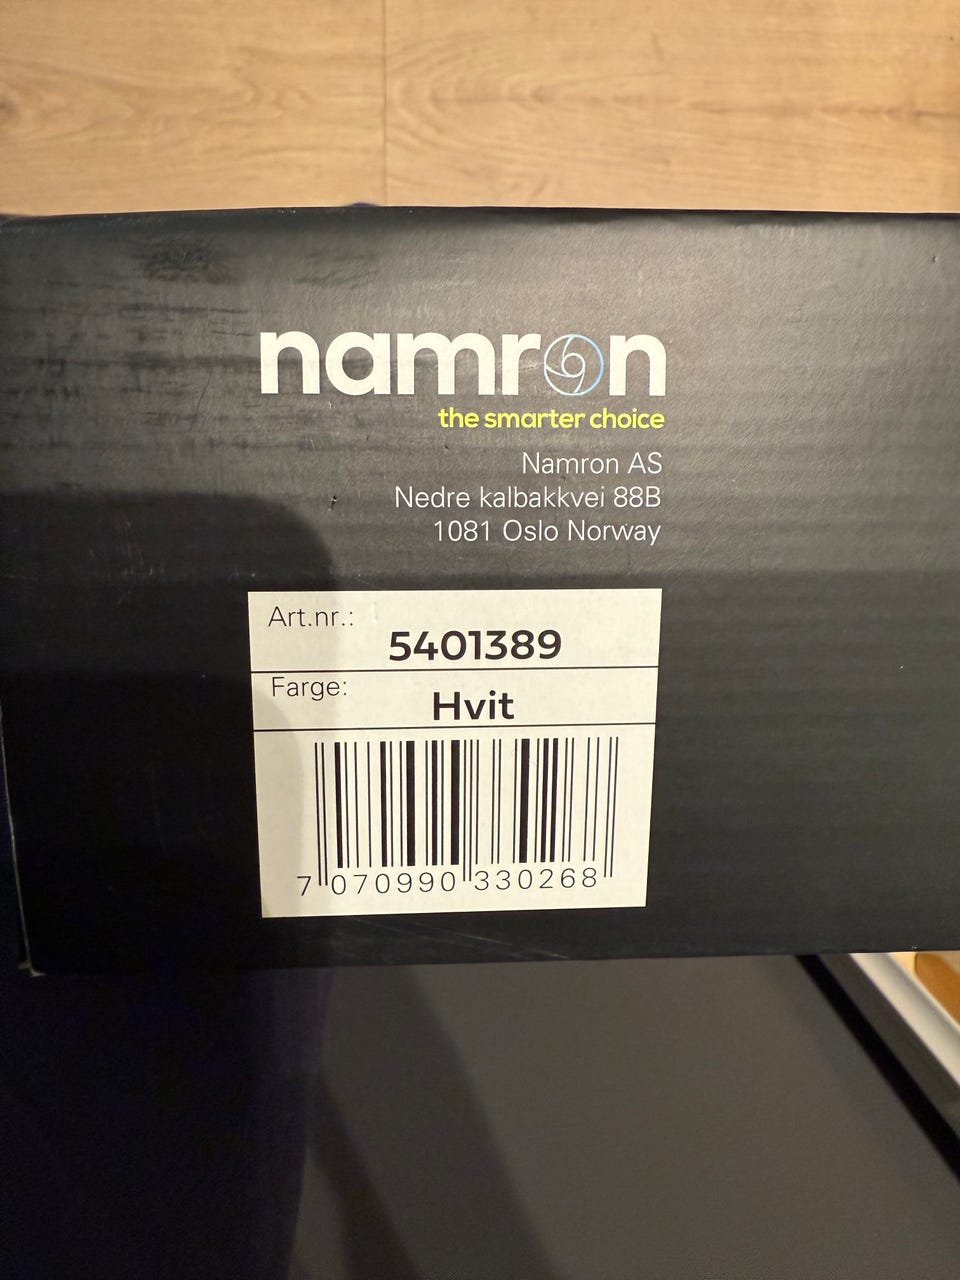 namron
the smarter choice
Namron AS
Nedre kalbakkvei 88B
1081 Oslo Norway
Art.nr.:
5401389
Farge:
Hvit
7 070990 330268